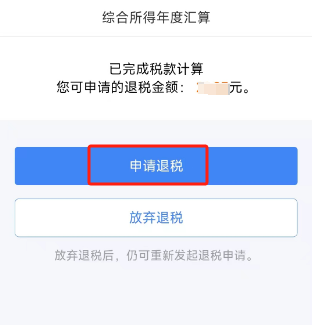 综合所得年度汇算
已完成税款计算
您可申请的退税金额： 元。
申请退税
放弃退税
放弃退税后，仍可重新发起退税申请。